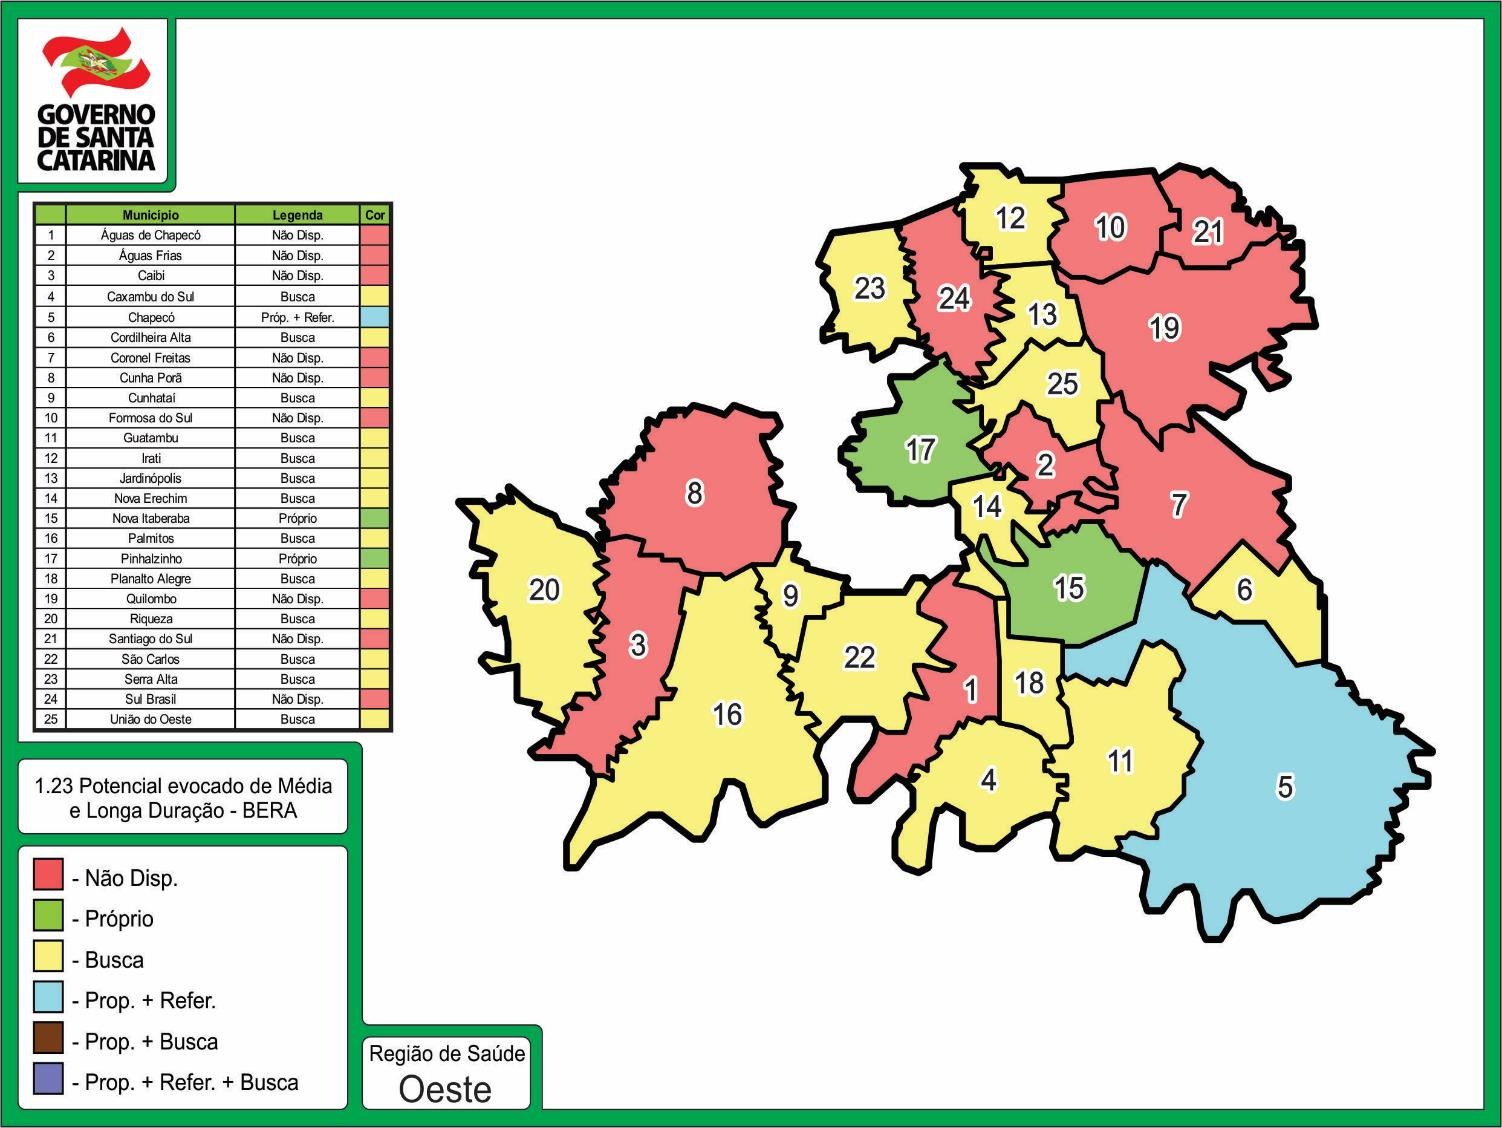 GOVERNO
DE SANTA
CATARINA
Município Legenda Cor
1 Águas de Chapecó Não Disp.
2 Águas Frias Não Disp.
3 Caibi Não Disp.
4 Caxambu do Sul Busca
5 Chapecó Próp. + Refer.
6 Cordilheira Alta Busca
7 Coronel Freitas Não Disp.
8 Cunha Porã Não Disp.
9 Cunhataí Busca
10 Formosa do Sul Não Disp.
11 Guatambu Busca
12 Irati Busca
13 Jardinópolis Busca
14 Nova Erechim Busca
15 Nova Itaberaba Próprio
16 Palmitos Busca
17 Pinhalzinho Próprio
18 Planalto Alegre Busca
19 Quilombo Não Disp.
20 Riqueza Busca
21 Santiago do Sul Não Disp.
22 São Carlos Busca
23 Serra Alta Busca
24 Sul Brasil Não Disp.
25 União do Oeste Busca
1.23 Potencial evocado de Média
e Longa Duração - BERA
- Não Disp.
- Próprio
- Busca
- Prop. + Refer.
- Prop. + Busca
- Prop. + Refer. + Busca
Região de Saúde
Oeste
12
10
21
23
24
13
19
25
17
2
8
14
7
20
9
15
6
3
22
1
18
16
11
4
5